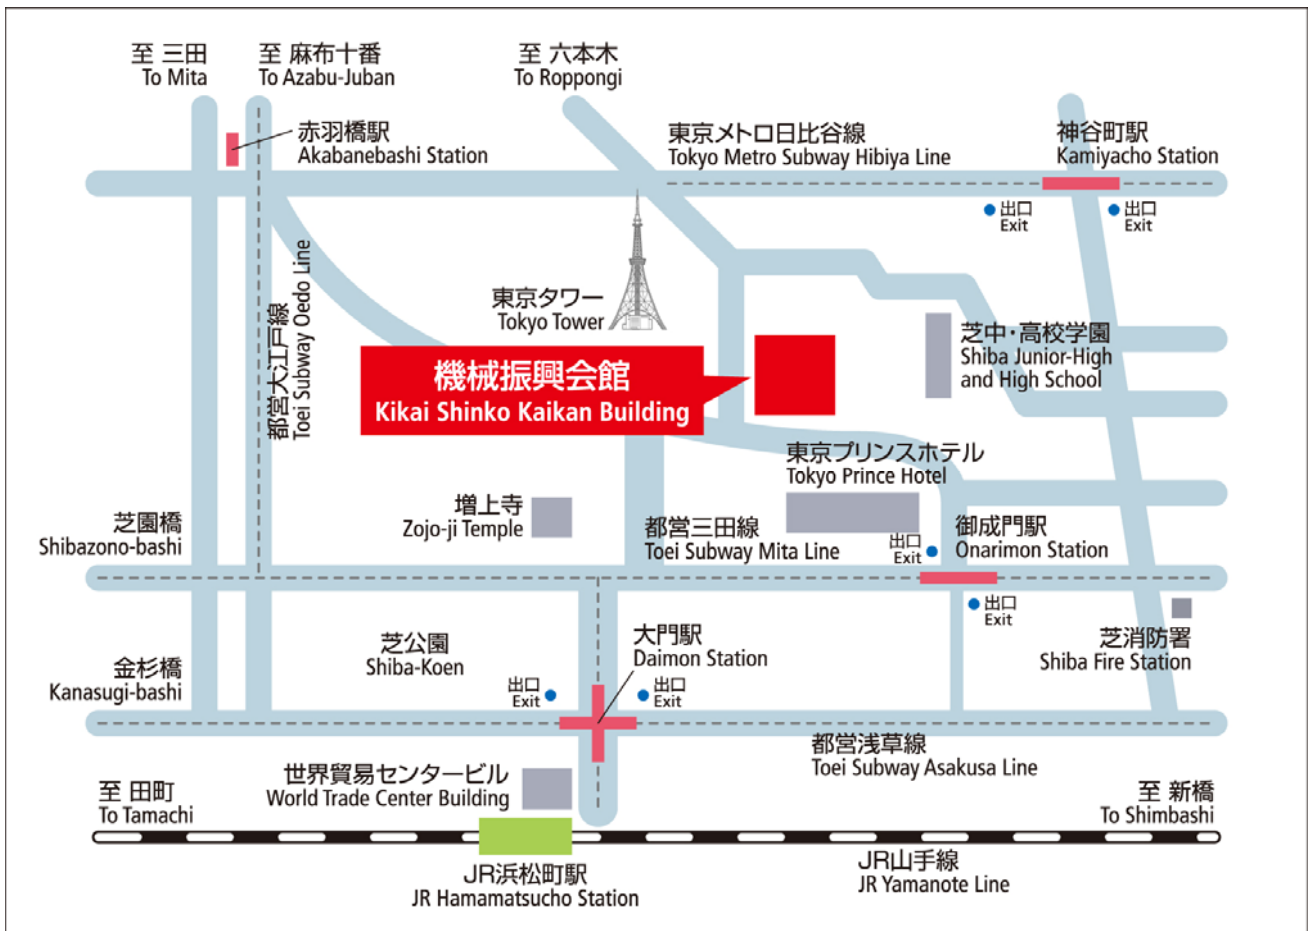 至 三田
To Mita
至 麻布十番
To Azabu-Juban
至 六本木
To Roppongi
赤羽橋駅
Akabanebashi Station
東京メトロ日比谷線
Tokyo Metro Subway Hibiya Line
神谷町駅
Kamiyacho Station
出口
Exit
出口
Exit
都営大江戸線
Toei Subway Oedo Line
東京タワー
Tokyo Tower
芝中・高校学園
Shiba Junior-High
and High School
機械振興会館
Kikai Shinko Kaikan Building
東京プリンスホテル
Tokyo Prince Hotel
増上寺
Zojo-ji Temple
芝園橋
Shibazono-bashi
都営三田線
Toei Subway Mita Line
出口
Exit
御成門駅
Onarimon Station
出口
Exit
芝消防署
Shiba Fire Station
芝公園
Shiba-Koen
大門駅
Daimon Station
金杉橋
Kanasugi-bashi
出口
Exit
出口
Exit
都営浅草線
Toei Subway Asakusa Line
世界貿易センタービル
World Trade Center Building
至 田町
To Tamachi
至 新橋
To Shimbashi
JR浜松町駅
JR Hamamatsucho Station
JR山手線
JR Yamanote Line